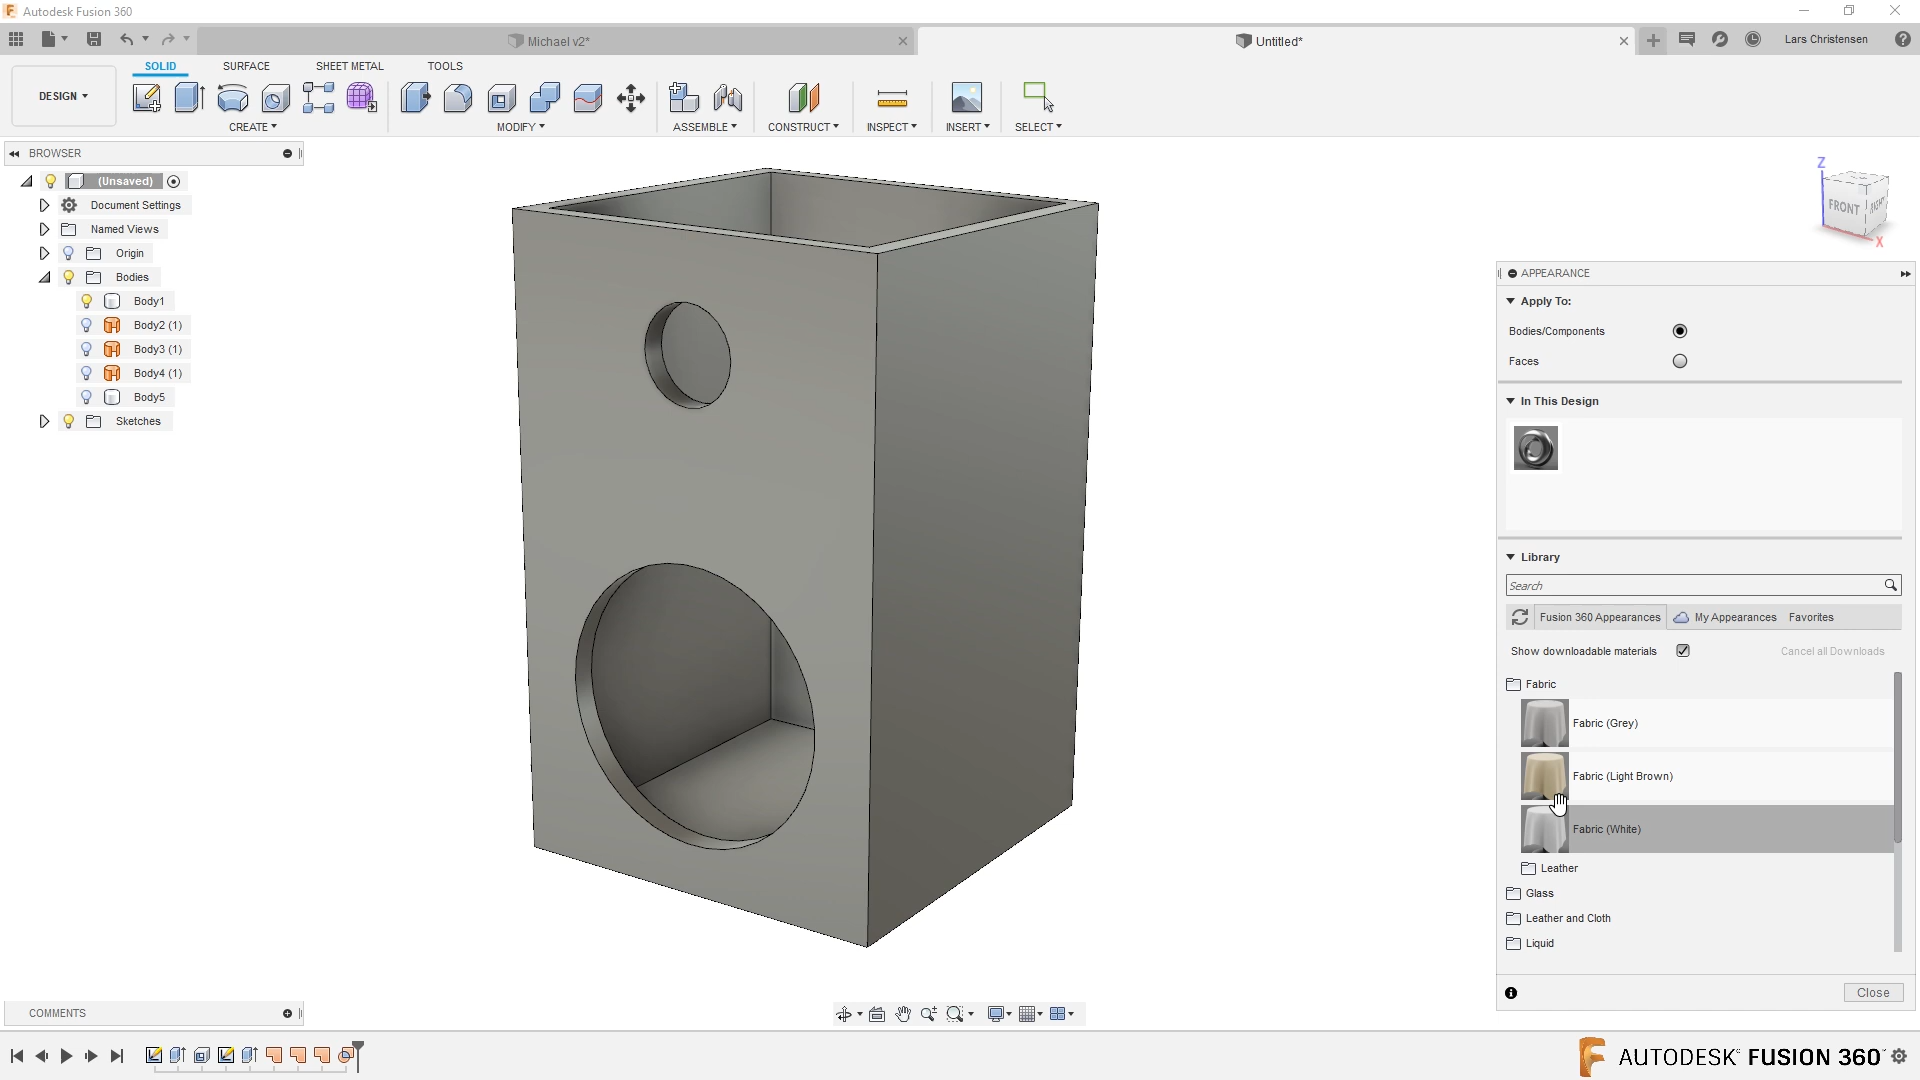 Autodesk Fusion 360
Michael v2*
Untitled*
Lars Christensen
DESIGN
SOLID
SURFACE
SHEET METAL
TOOLS
CREATE
MODIFY
ASSEMBLE
CONSTRUCT
INSPECT
INSERT
SELECT
BROWSER
(Unsaved)
Document Settings
Named Views
Origin
Bodies
Body1
Body2 (1)
Body3 (1)
Body4 (1)
Body5
Sketches
Z
FRONT
RIGHT
X
APPEARANCE
Apply To:
Bodies/Components
Faces
In This Design
Library
Search
Fusion 360 Appearances
My Appearances
Favorites
Show downloadable materials
Cancel all Downloads
Fabric
Fabric (Grey)
Fabric (Light Brown)
Fabric (White)
Leather
Glass
Leather and Cloth
Liquid
Close
COMMENTS
AUTODESK® FUSION 360™